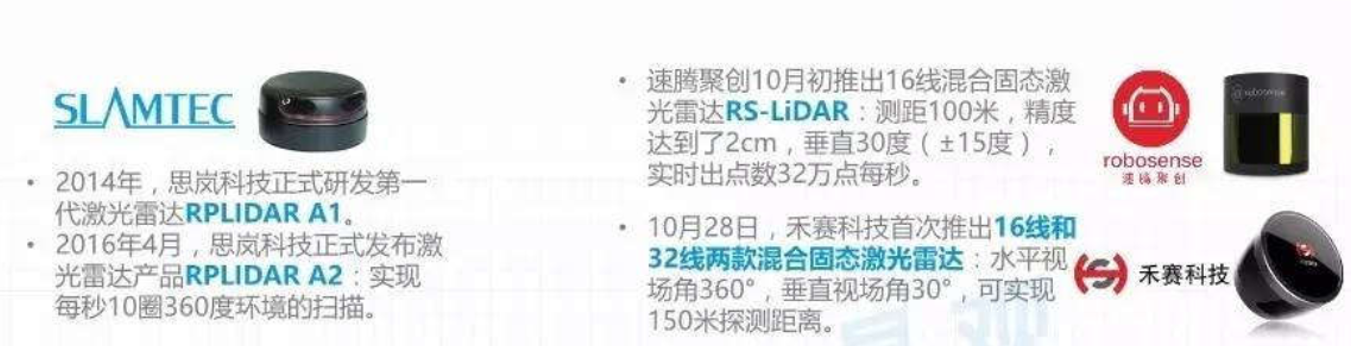 SLAMTEC
• 2014年，思岚科技正式研发第一
代激光雷达RPLIDAR A1。
• 2016年4月，思岚科技正式发布激
光雷达产品RPLIDAR A2：实现
每秒10圈360度环境的扫描。
• 速腾聚创10月初推出16线混合固态激
光雷达RS-LiDAR：测距100米，精度
达到了2cm，垂直30度（±15度），
实时出点数32万点每秒。
robosense
速腾聚创
robosense
• 10月28日，禾赛科技首次推出16线和
32线两款混合固态激光雷达：水平视
场角360°，垂直视场角30°，可实现
150米探测距离。
禾赛科技